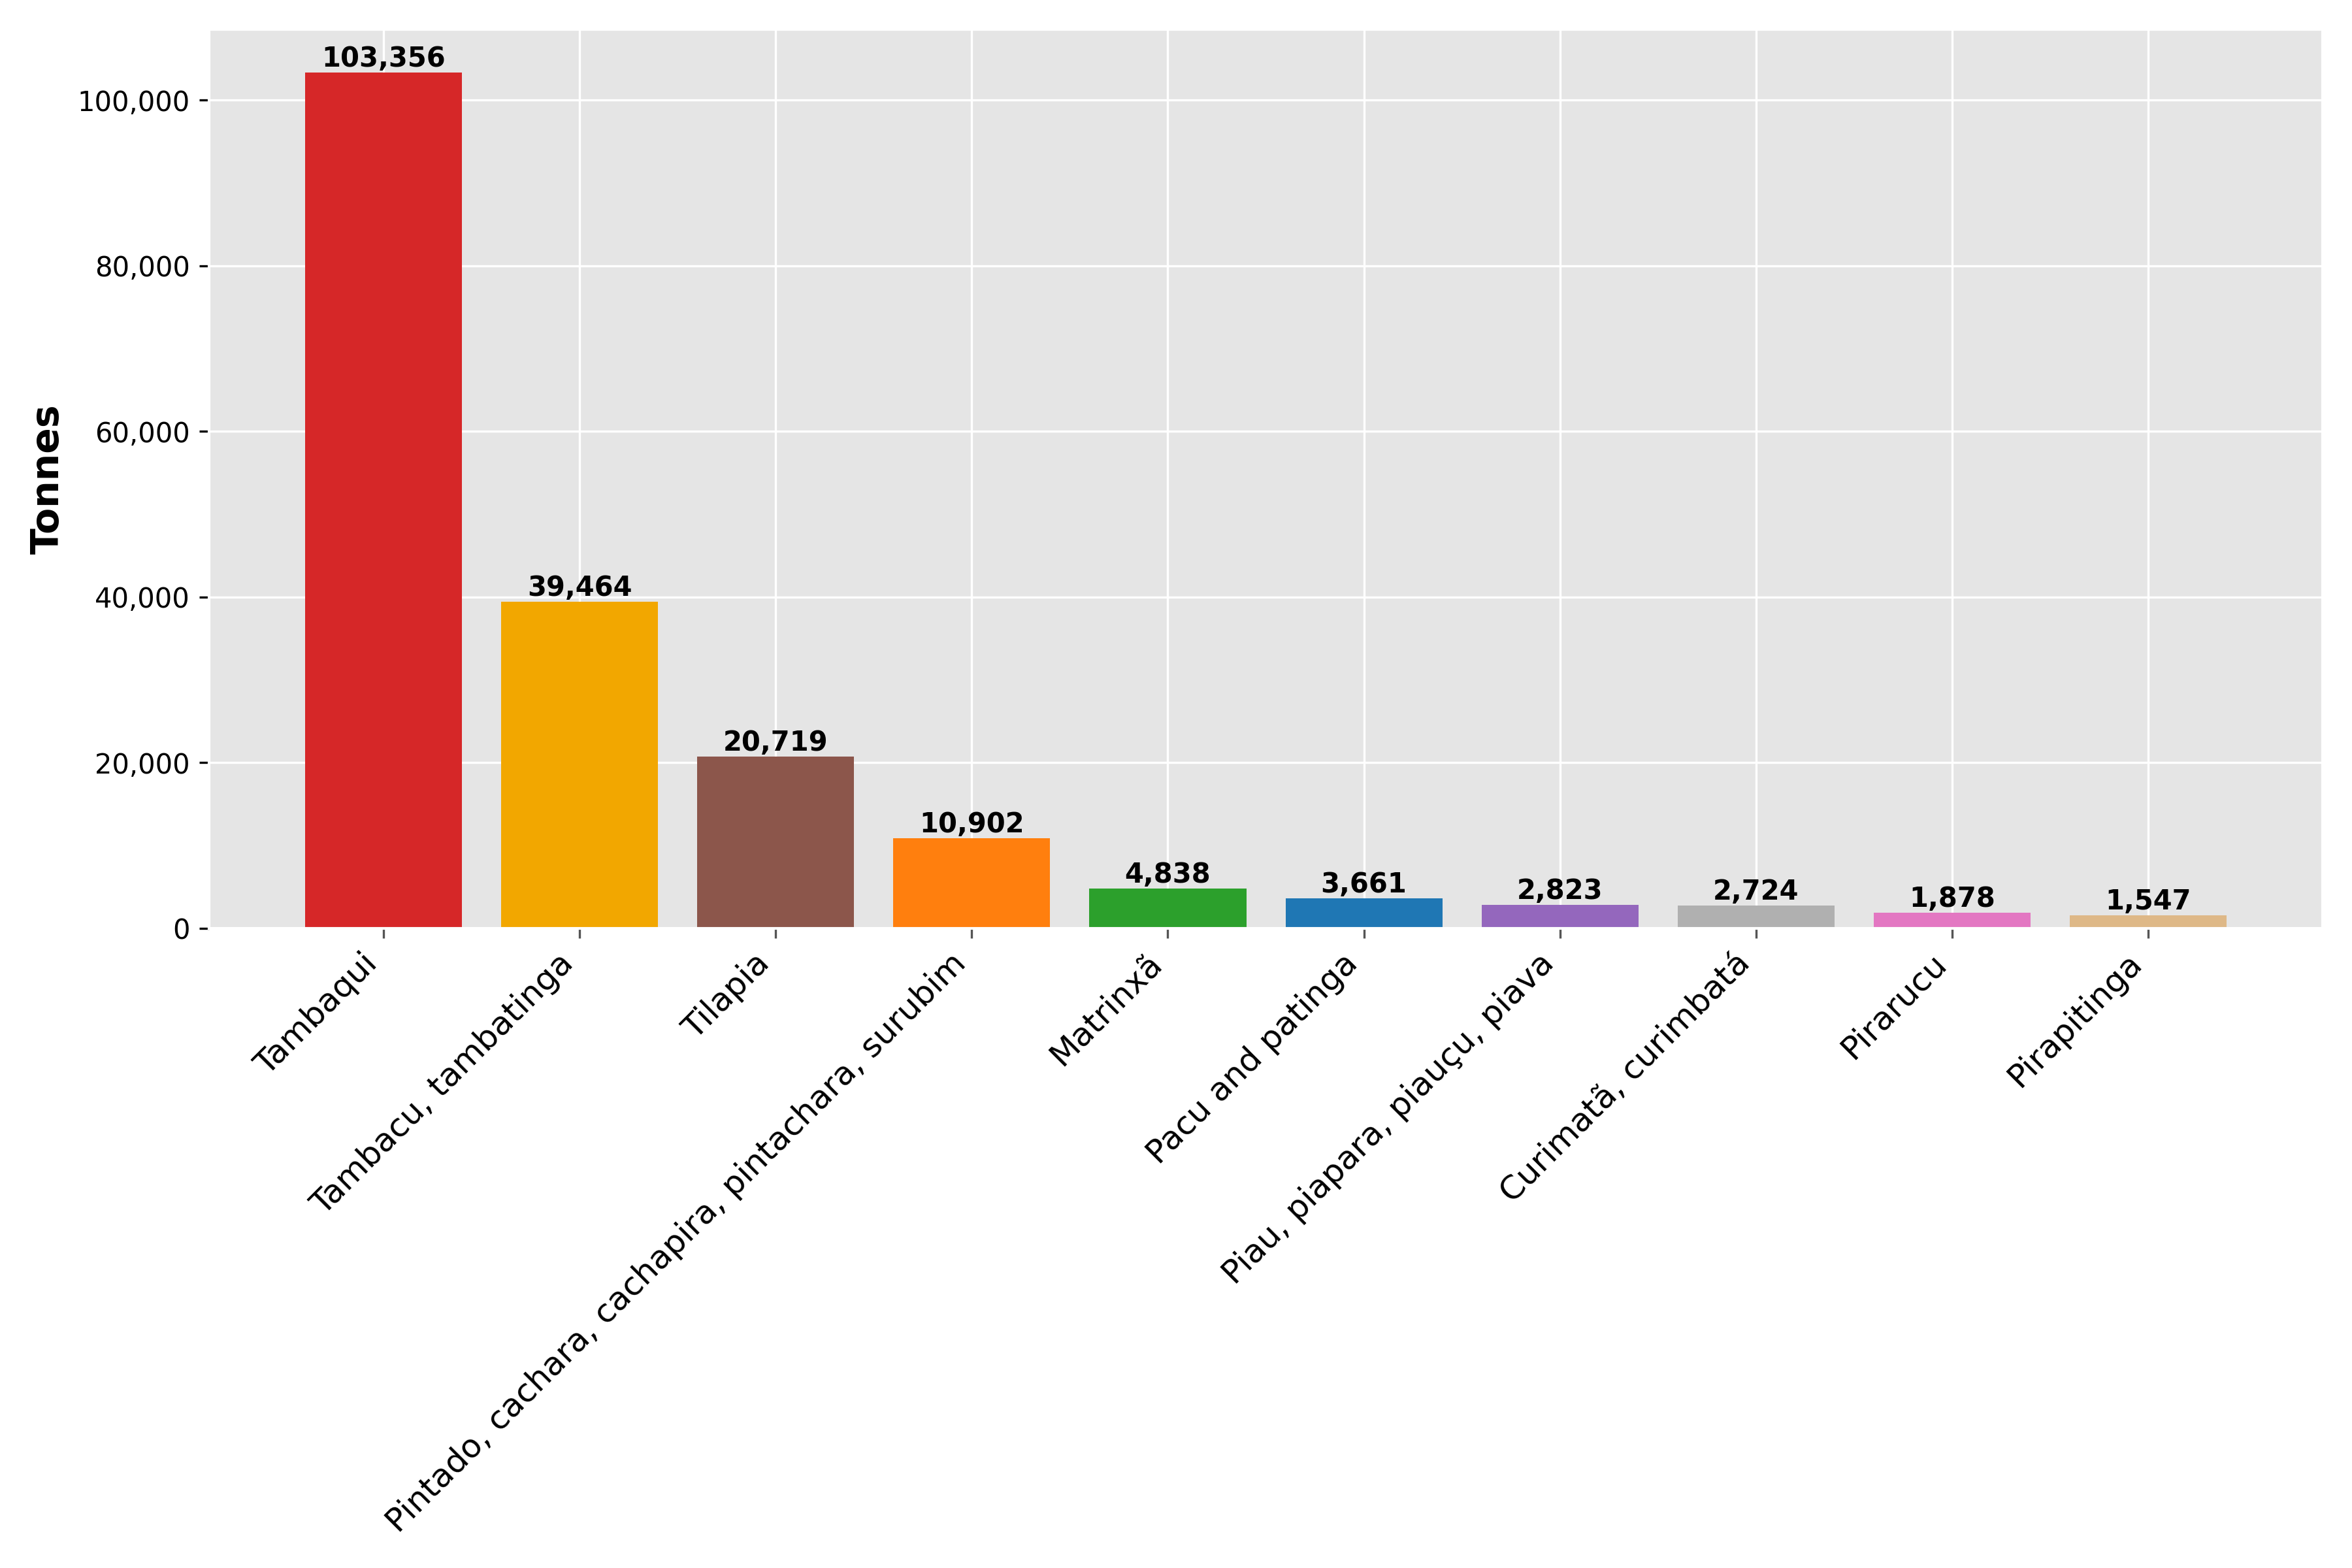 Tonnes
100,000
80,000
60,000
40,000
20,000
0
103,356
39,464
20,719
10,902
4,838
3,661
2,823
2,724
1,878
1,547
Tambaqui
Tambacu, tambatinga
Tilapia
Pintado, cachara, cachapira, pintachara, surubim
Matrinxã
Pacu and patinga
Piau, piapara, piauçu, piava
Curimatã, curimbatá
Pirarucu
Pirapitinga